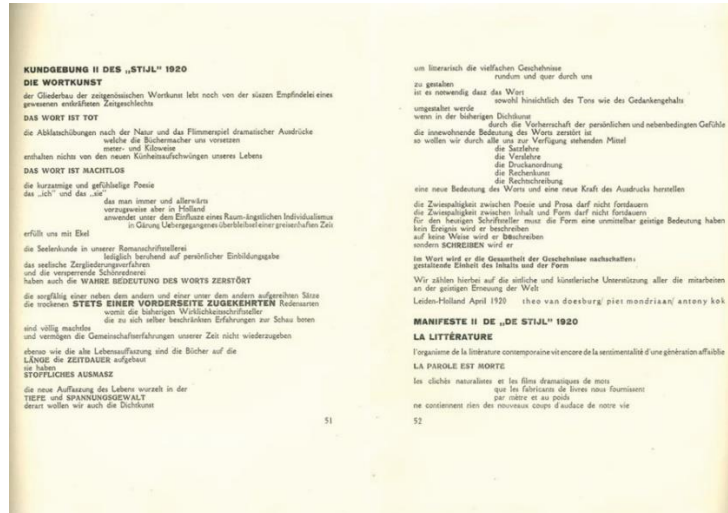 KUNDGEBUNG II DES „STIJL" 1920
DIE WORTKUNST
der Gliederbau der zeitgenössischen Wortkunst lebt noch von der süszen Empfindelei eines
gewesenen entkräfteten Zeitgeschlechts
DAS WORT IST TOT
die Abklatschübungen nach der Natur und das Flimmerspiel dramatischer Ausdrücke
welche die Büchermacher uns vorsetzen
meter- und Kiloweise
enthalten nichts von den neuen Künheitsaufschwüngen unseres Lebens
DAS WORT IST MACHTLOS
die kurzatmige und gefühlselige Poesie
das „ich" und das „sie"
das man immer und allerwärts
vorzugsweise aber in Holland
anwendet unter dem Einflusze eines Raum-ängstlichen Individualismus
in Gärung Uebergegangenes überbleibsel einer greisenhaften Zeit
erfüllt uns mit Ekel
die Seelenkunde in unserer Romanschriftstellerei
lediglich beruhend auf persönlicher Einbildungsgabe
das seelische Zergliederungsverfahren
und die versperrende Schönrednerei
haben auch die WAHRE BEDEUTUNG DES WORTS ZERSTÖRT
die sorgfältig einer neben dem andern und einer unter dem andern aufgereihten Sätze
die trockenen STETS EINER VORDERSEITE ZUGEKEHRTEN Redensarten
womit die bisherigen Wirklichkeitsschriftsteller
die zu sich selber beschränkten Erfahrungen zur Schau boten
sind völlig machtlos
und vermögen die Gemeinschaftserfahrungen unserer Zeit nicht wiederzugeben
ebenso wie die alte Lebensauffaszung sind die Bücher auf die
LÄNGE die ZEITDAUER aufgebaut
sie haben
STOFFLICHES AUSMASZ
die neue Auffaszung des Lebens wurzelt in der
TIEFE und SPANNUNGSGEWALT
derart wollen wir auch die Dichtkunst
51
um litterarisch die vielfachen Geschehnisse
rundum und quer durch uns
zu gestalten
ist es notwendig dasz das Wort
sowohl hinsichtlich des Tons wie des Gedankengehalts
umgestaltet werde
wenn in der bisherigen Dichtkunst
durch die Vorherrschaft der persönlichen und nebenbedingten Gefühle
die innewohnende Bedeutung des Worts zerstört ist
so wollen wir durch alle uns zur Verfügung stehenden Mittel
die Satzlehre
die Verslehre
die Druckanordnung
die Rechenkunst
die Rechtschreibung
eine neue Bedeutung des Worts und eine neue Kraft des Ausdrucks herstellen
die Zwiespaltigkeit zwischen Poesie und Prosa darf nicht fortdauern
die Zwiespaltigkeit zwischen Inhalt und Form darf nicht fortdauern
für den heutigen Schriftsteller musz die Form eine unmittelbar geistige Bedeutung haben
kein Ereignis wird er beschreiben
auf keine Weise wird er BEschreiben
sondern SCHREIBEN wird er
Im Wort wird er die Gesamtheit der Geschehnisse nachschaffen:
gestaltende Einheit des Inhalts und der Form
Wir zählen hierbei auf die sittliche und künstlerische Unterstützung aller die mitarbeiten
an der geistigen Erneuung der Welt
Leiden-Holland April 1920 theo van doesburg/ piet mondriaan/ antony kok
MANIFESTE II DE „DE STIJL" 1920
LA LITTÉRATURE
l'organisme de la littérature contemporaine vit encore de la sentimentalité d'une génération affaiblie
LA PAROLE EST MORTE
les clichés naturalistes et les films dramatiques de mots
que les fabricants de livres nous fournissent
par mètre et au poids
ne contiennent rien des nouveaux coups d'audace de notre vie
52